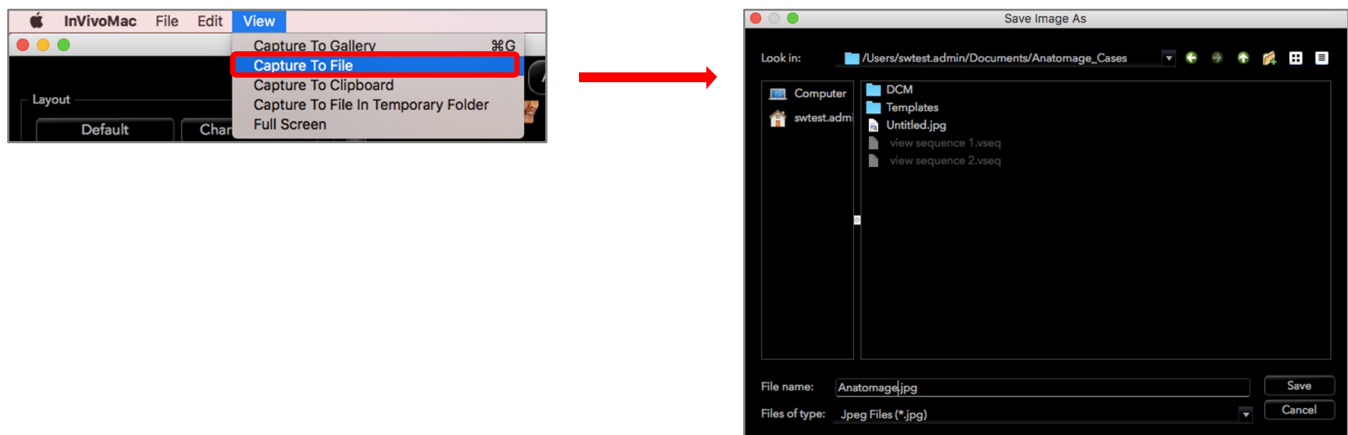 InVivoMac File Edit View
Capture To Gallery ⌘G
Capture To File
Capture To Clipboard
Capture To File In Temporary Folder
Full Screen
Layout
Default
Char
Save Image As
Look in: /Users/swtest.admin/Documents/Anatomage_Cases
Computer
swtest.admi
DCM
Templates
Untitled.jpg
view sequence 1.vseq
view sequence 2.vseq
File name: Anatomage.jpg Save
Files of type: Jpeg Files (*.jpg) Cancel